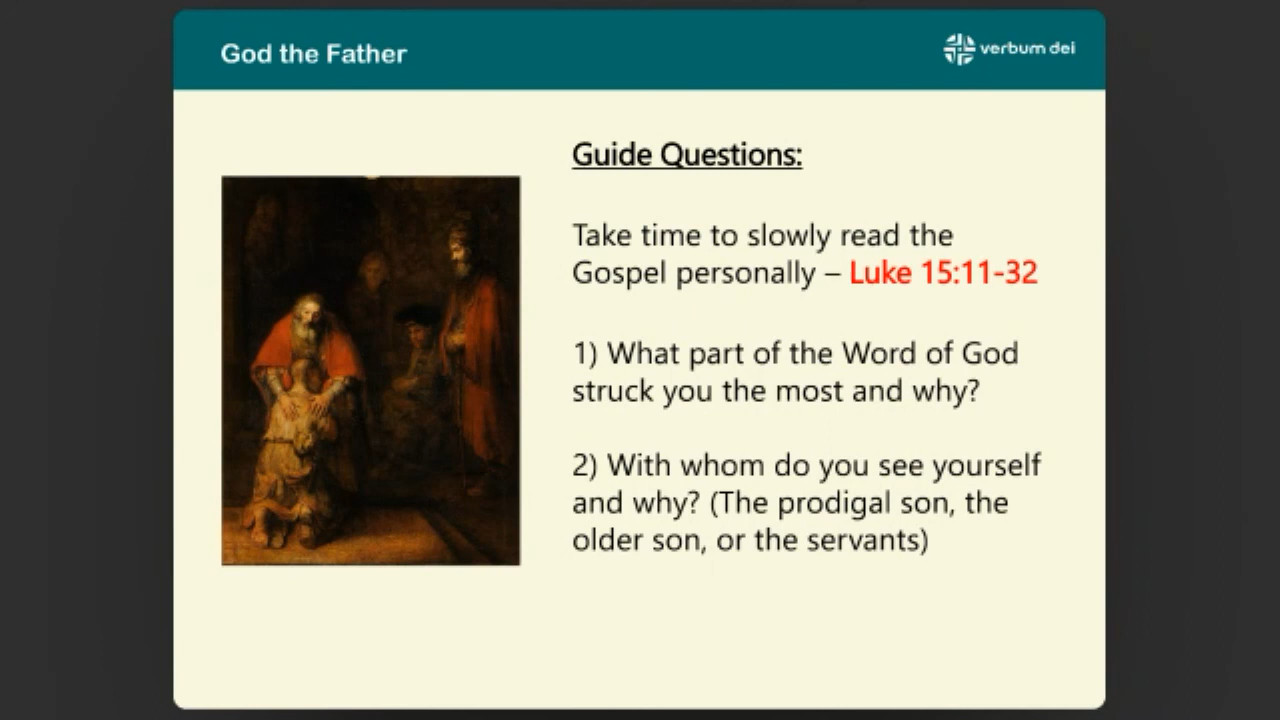 God the Father
verbum dei
Guide Questions:
Take time to slowly read the
Gospel personally – Luke 15:11-32
1) What part of the Word of God
struck you the most and why?
2) With whom do you see yourself
and why? (The prodigal son, the
older son, or the servants)